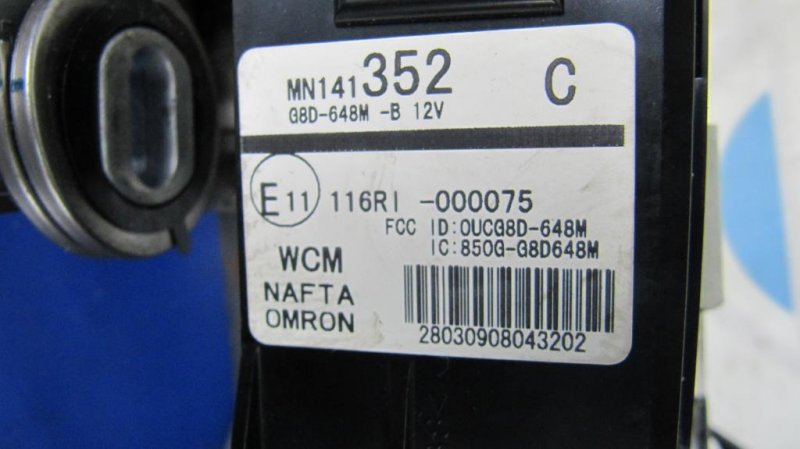 MN141352 C
G8D-648M -B 12V
E11 116RI -000075
FCC ID:OUCG8D-648M
IC:850G-G8D648M
WCM
NAFTA
OMRON
28030908043202